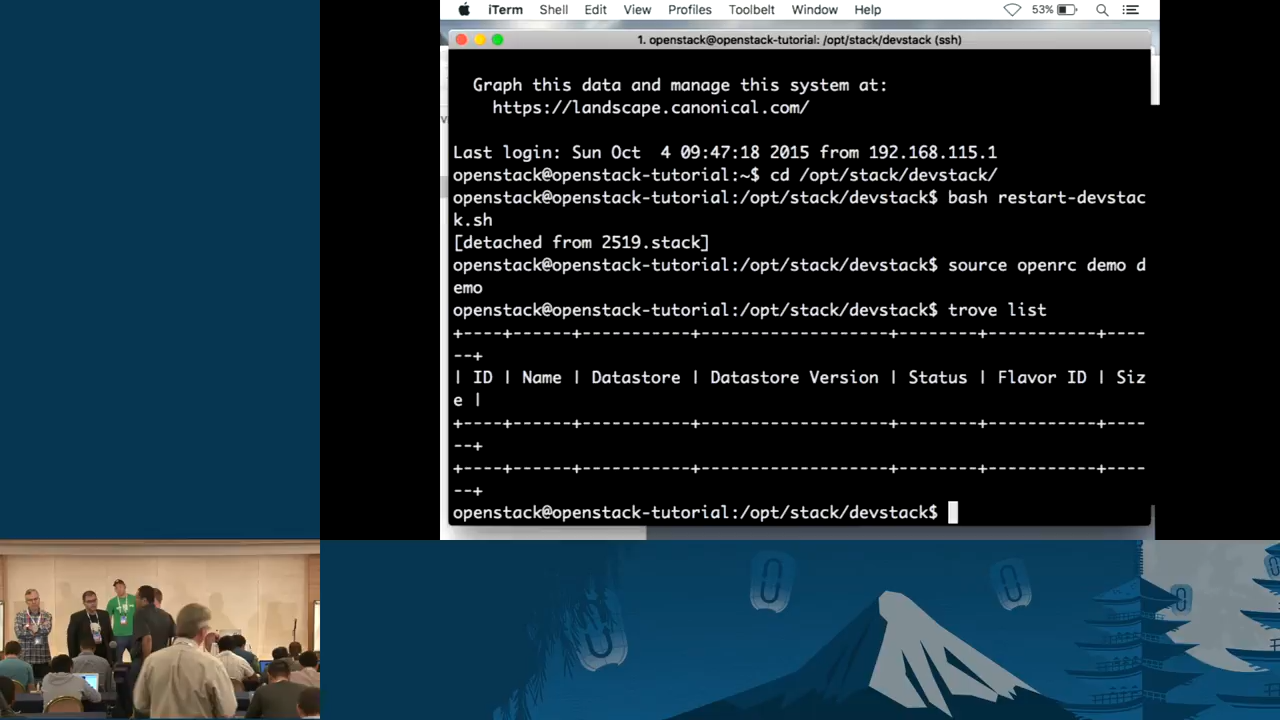 iTerm Shell Edit View Profiles Toolbelt Window Help 53%
1. openstack@openstack-tutorial: /opt/stack/devstack (ssh)
Graph this data and manage this system at:
https://landscape.canonical.com/
Last login: Sun Oct  4 09:47:18 2015 from 192.168.115.1
openstack@openstack-tutorial:~$ cd /opt/stack/devstack/
openstack@openstack-tutorial:/opt/stack/devstack$ bash restart-devstac
k.sh
[detached from 2519.stack]
openstack@openstack-tutorial:/opt/stack/devstack$ source openrc demo d
emo
openstack@openstack-tutorial:/opt/stack/devstack$ trove list
+----+------+-----------+-------------------+--------+-----------+----
--+
| ID | Name | Datastore | Datastore Version | Status | Flavor ID | Siz
e |
+----+------+-----------+-------------------+--------+-----------+----
--+
+----+------+-----------+-------------------+--------+-----------+----
--+
openstack@openstack-tutorial:/opt/stack/devstack$